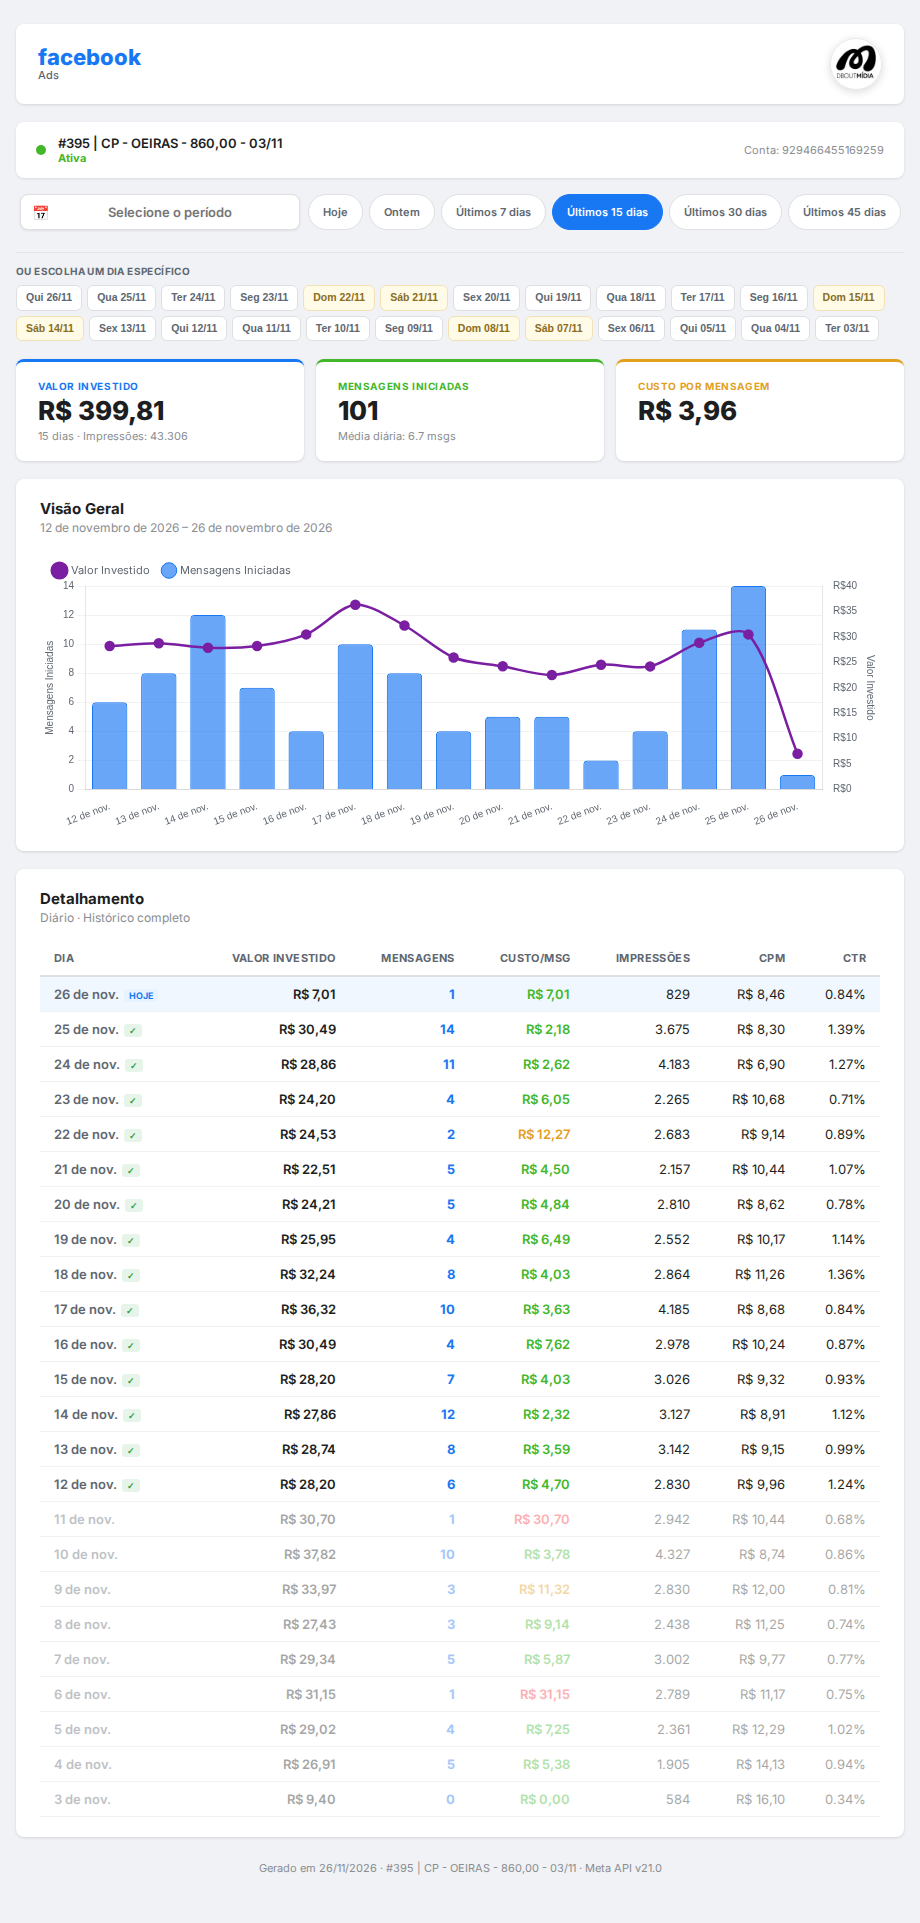 facebook
Ads
DBOUTMÍDIA
#395 | CP - OEIRAS - 860,00 - 03/11
Ativa
Conta: 929466455169259
Selecione o período
Hoje
Ontem
Últimos 7 dias
Últimos 15 dias
Últimos 30 dias
Últimos 45 dias
OU ESCOLHA UM DIA ESPECÍFICO
Qui 26/11 Qua 25/11 Ter 24/11 Seg 23/11 Dom 22/11 Sáb 21/11 Sex 20/11 Qui 19/11 Qua 18/11 Ter 17/11 Seg 16/11 Dom 15/11
Sáb 14/11 Sex 13/11 Qui 12/11 Qua 11/11 Ter 10/11 Seg 09/11 Dom 08/11 Sáb 07/11 Sex 06/11 Qui 05/11 Qua 04/11 Ter 03/11
VALOR INVESTIDO
R$ 399,81
15 dias · Impressões: 43.306
MENSAGENS INICIADAS
101
Média diária: 6.7 msgs
CUSTO POR MENSAGEM
R$ 3,96
Visão Geral
12 de novembro de 2026 – 26 de novembro de 2026
Valor Investido
Mensagens Iniciadas
Mensagens Iniciadas
14
12
10
8
6
4
2
0
R$40
R$35
R$30
R$25
R$20
R$15
R$10
R$5
R$0
Valor Investido
12 de nov. 13 de nov. 14 de nov. 15 de nov. 16 de nov. 17 de nov. 18 de nov. 19 de nov. 20 de nov. 21 de nov. 22 de nov. 23 de nov. 24 de nov. 25 de nov. 26 de nov.
Detalhamento
Diário · Histórico completo
DIA VALOR INVESTIDO MENSAGENS CUSTO/MSG IMPRESSÕES CPM CTR
26 de nov. HOJE R$ 7,01 1 R$ 7,01 829 R$ 8,46 0.84%
25 de nov. ✓ R$ 30,49 14 R$ 2,18 3.675 R$ 8,30 1.39%
24 de nov. ✓ R$ 28,86 11 R$ 2,62 4.183 R$ 6,90 1.27%
23 de nov. ✓ R$ 24,20 4 R$ 6,05 2.265 R$ 10,68 0.71%
22 de nov. ✓ R$ 24,53 2 R$ 12,27 2.683 R$ 9,14 0.89%
21 de nov. ✓ R$ 22,51 5 R$ 4,50 2.157 R$ 10,44 1.07%
20 de nov. ✓ R$ 24,21 5 R$ 4,84 2.810 R$ 8,62 0.78%
19 de nov. ✓ R$ 25,95 4 R$ 6,49 2.552 R$ 10,17 1.14%
18 de nov. ✓ R$ 32,24 8 R$ 4,03 2.864 R$ 11,26 1.36%
17 de nov. ✓ R$ 36,32 10 R$ 3,63 4.185 R$ 8,68 0.84%
16 de nov. ✓ R$ 30,49 4 R$ 7,62 2.978 R$ 10,24 0.87%
15 de nov. ✓ R$ 28,20 7 R$ 4,03 3.026 R$ 9,32 0.93%
14 de nov. ✓ R$ 27,86 12 R$ 2,32 3.127 R$ 8,91 1.12%
13 de nov. ✓ R$ 28,74 8 R$ 3,59 3.142 R$ 9,15 0.99%
12 de nov. ✓ R$ 28,20 6 R$ 4,70 2.830 R$ 9,96 1.24%
11 de nov. R$ 30,70 1 R$ 30,70 2.942 R$ 10,44 0.68%
10 de nov. R$ 37,82 10 R$ 3,78 4.327 R$ 8,74 0.86%
9 de nov. R$ 33,97 3 R$ 11,32 2.830 R$ 12,00 0.81%
8 de nov. R$ 27,43 3 R$ 9,14 2.438 R$ 11,25 0.74%
7 de nov. R$ 29,34 5 R$ 5,87 3.002 R$ 9,77 0.77%
6 de nov. R$ 31,15 1 R$ 31,15 2.789 R$ 11,17 0.75%
5 de nov. R$ 29,02 4 R$ 7,25 2.361 R$ 12,29 1.02%
4 de nov. R$ 26,91 5 R$ 5,38 1.905 R$ 14,13 0.94%
3 de nov. R$ 9,40 0 R$ 0,00 584 R$ 16,10 0.34%
Gerado em 26/11/2026 · #395 | CP - OEIRAS - 860,00 - 03/11 · Meta API v21.0